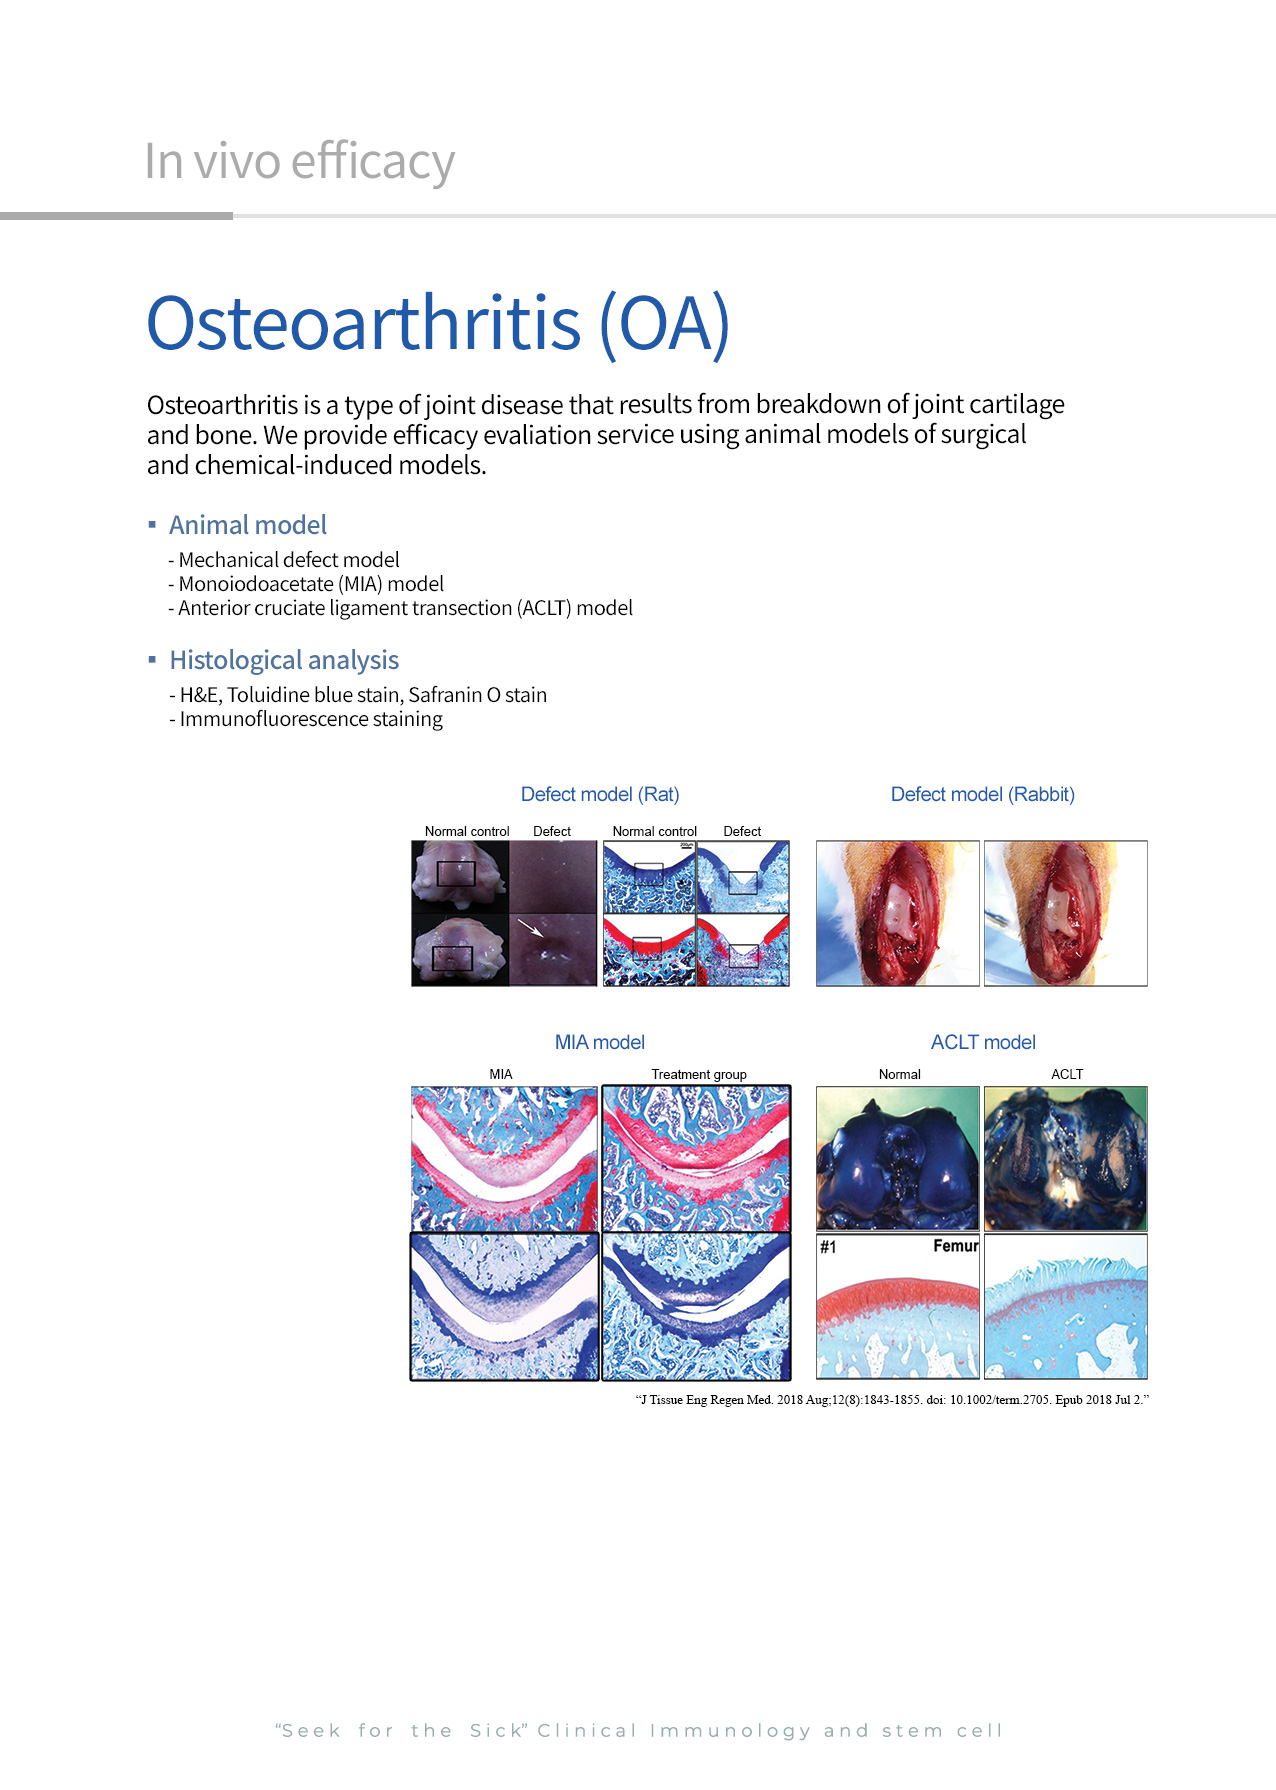 In vivo efficacy
Osteoarthritis (OA)
Osteoarthritis is a type of joint disease that results from breakdown of joint cartilage
and bone. We provide efficacy evaliation service using animal models of surgical
and chemical-induced models.
▪ Animal model
- Mechanical defect model
- Monoiodoacetate (MIA) model
- Anterior cruciate ligament transection (ACLT) model
▪ Histological analysis
- H&E, Toluidine blue stain, Safranin O stain
- Immunofluorescence staining
Defect model (Rat)
Normal control Defect Normal control Defect
200μm
Defect model (Rabbit)
MIA model
MIA Treatment group
ACLT model
Normal ACLT
#1 Femur
“J Tissue Eng Regen Med. 2018 Aug;12(8):1843-1855. doi: 10.1002/term.2705. Epub 2018 Jul 2.”
“Seek for the Sick” Clinical Immunology and stem cell